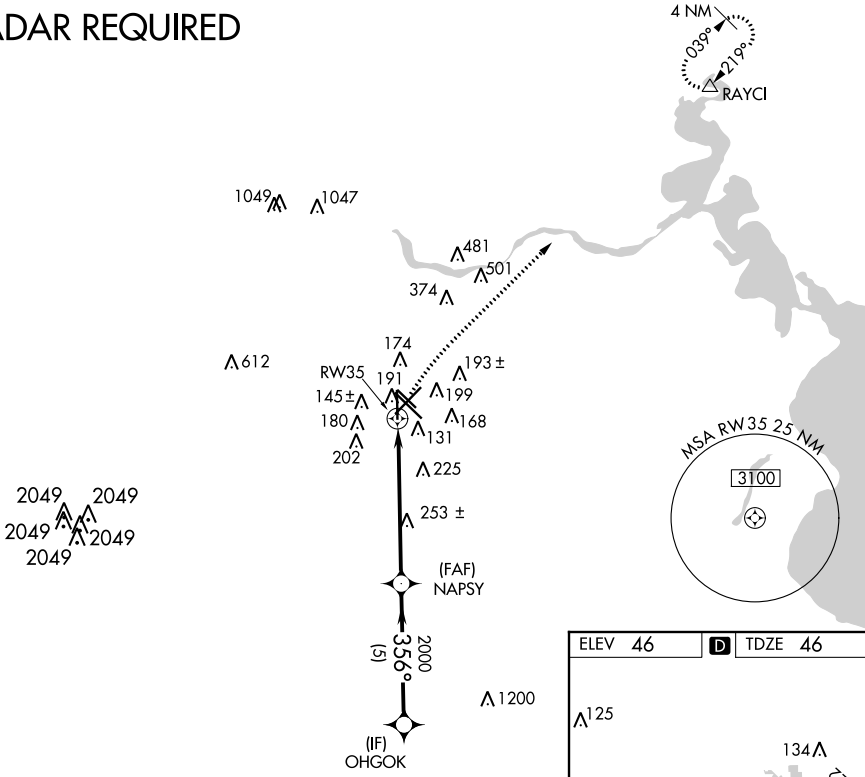 ADAR REQUIRED
4 NM
039°
219°
RAYCI
1049
1047
481
501
374
174
193 ±
612
RW35
191
199
145 ±
180
168
131
202
225
MSA RW35 25 NM
3100
2049
2049
2049
2049
2049
253 ±
(FAF)
NAPSY
2000
356°
(5)
1200
(IF)
OHGOK
ELEV 46
D
TDZE 46
125
134